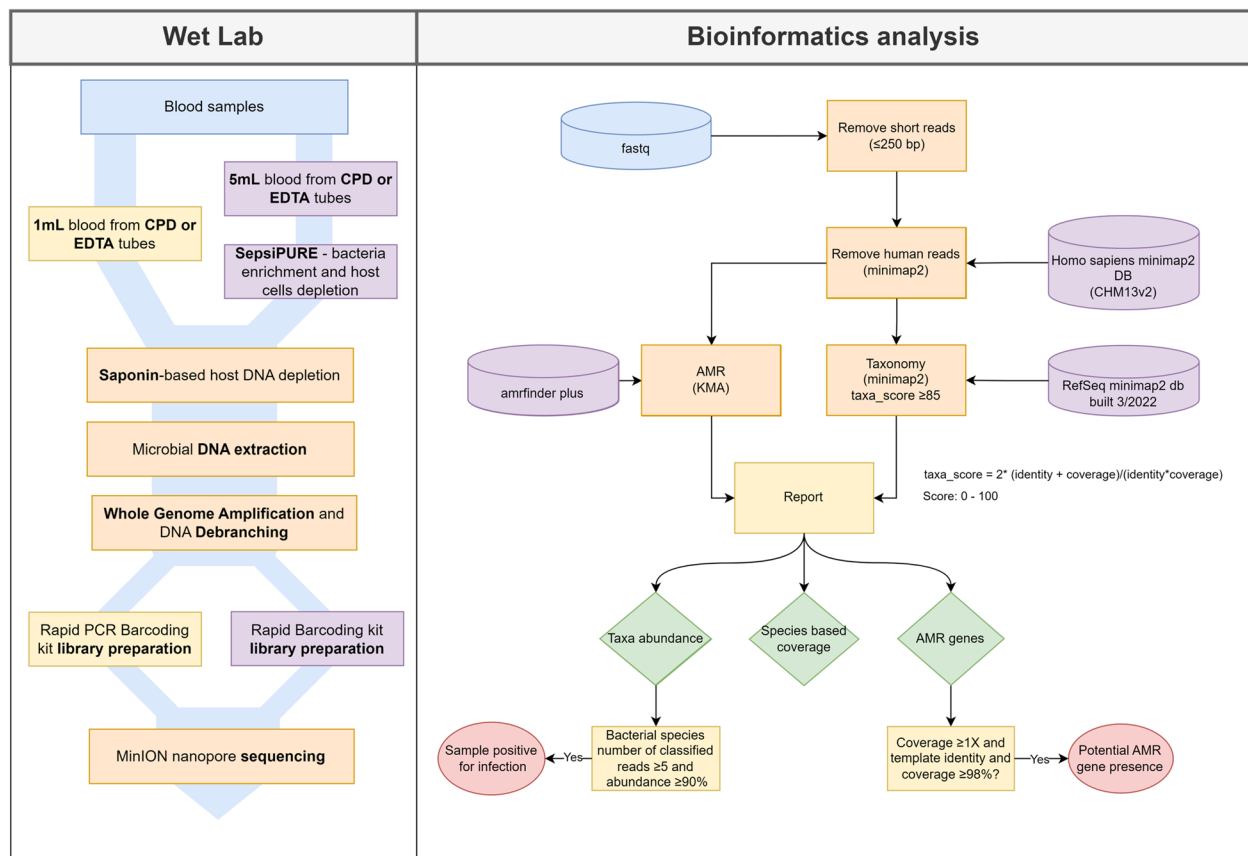 Wet Lab
Blood samples
5mL blood from CPD or
EDTA tubes
1mL blood from CPD or
EDTA tubes
SepsiPURE - bacteria
enrichment and host
cells depletion
Saponin-based host DNA depletion
Microbial DNA extraction
Whole Genome Amplification and
DNA Debranching
Rapid PCR Barcoding
kit library preparation
Rapid Barcoding kit
library preparation
MinION nanopore sequencing
Bioinformatics analysis
fastq
Remove short reads
(≤250 bp)
Remove human reads
(minimap2)
Homo sapiens minimap2
DB
(CHM13v2)
amrfinder plus
AMR
(KMA)
Taxonomy
(minimap2)
taxa_score ≥85
RefSeq minimap2 db
built 3/2022
taxa_score = 2* (identity + coverage)/(identity*coverage)
Score: 0 - 100
Report
Taxa abundance
Species based
coverage
AMR genes
Sample positive
for infection
Yes
Bacterial species
number of classified
reads ≥5 and
abundance ≥90%
Coverage ≥1X and
template identity and
coverage ≥98%?
Yes
Potential AMR
gene presence